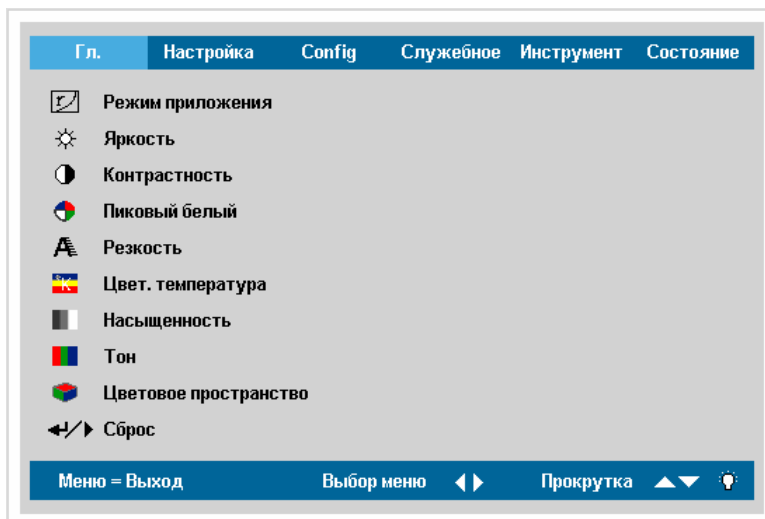 Гл. Настройка Config Служебное Инструмент Состояние
Режим приложения
Яркость
Контрастность
Пиковый белый
Резкость
Цвет. температура
Насыщенность
Тон
Цветовое пространство
Сброс
Меню = Выход Выбор меню Прокрутка